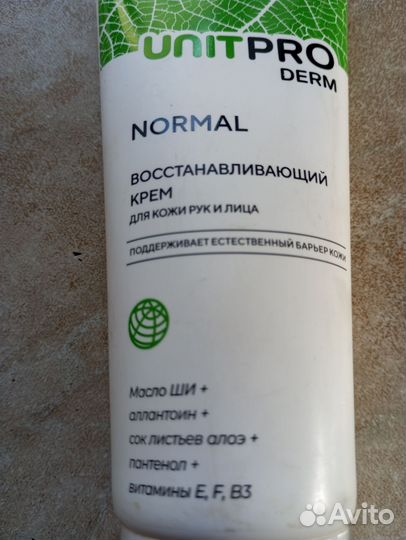 UNITPRO
DERM
NORMAL
ВОССТАНАВЛИВАЮЩИЙ
КРЕМ
ДЛЯ КОЖИ РУК И ЛИЦА
ПОДДЕРЖИВАЕТ ЕСТЕСТВЕННЫЙ БАРЬЕР КОЖИ
Масло ШИ +
аллантоин +
сок листьев алоэ +
пантенол +
витамины E, F, B3
Avito